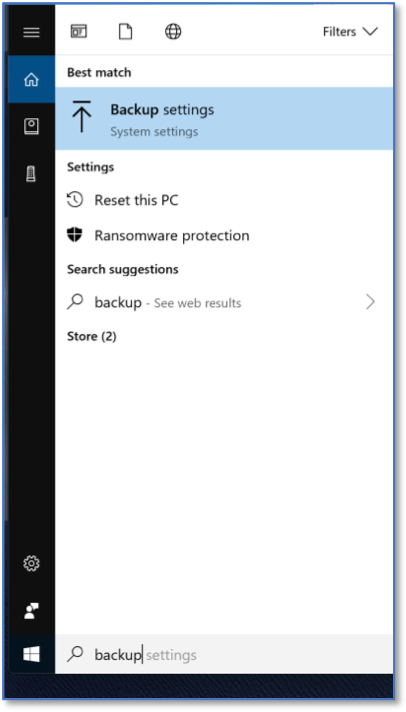 Filters
Best match
Backup settings
System settings
Settings
Reset this PC
Ransomware protection
Search suggestions
backup - See web results
Store (2)
backup settings